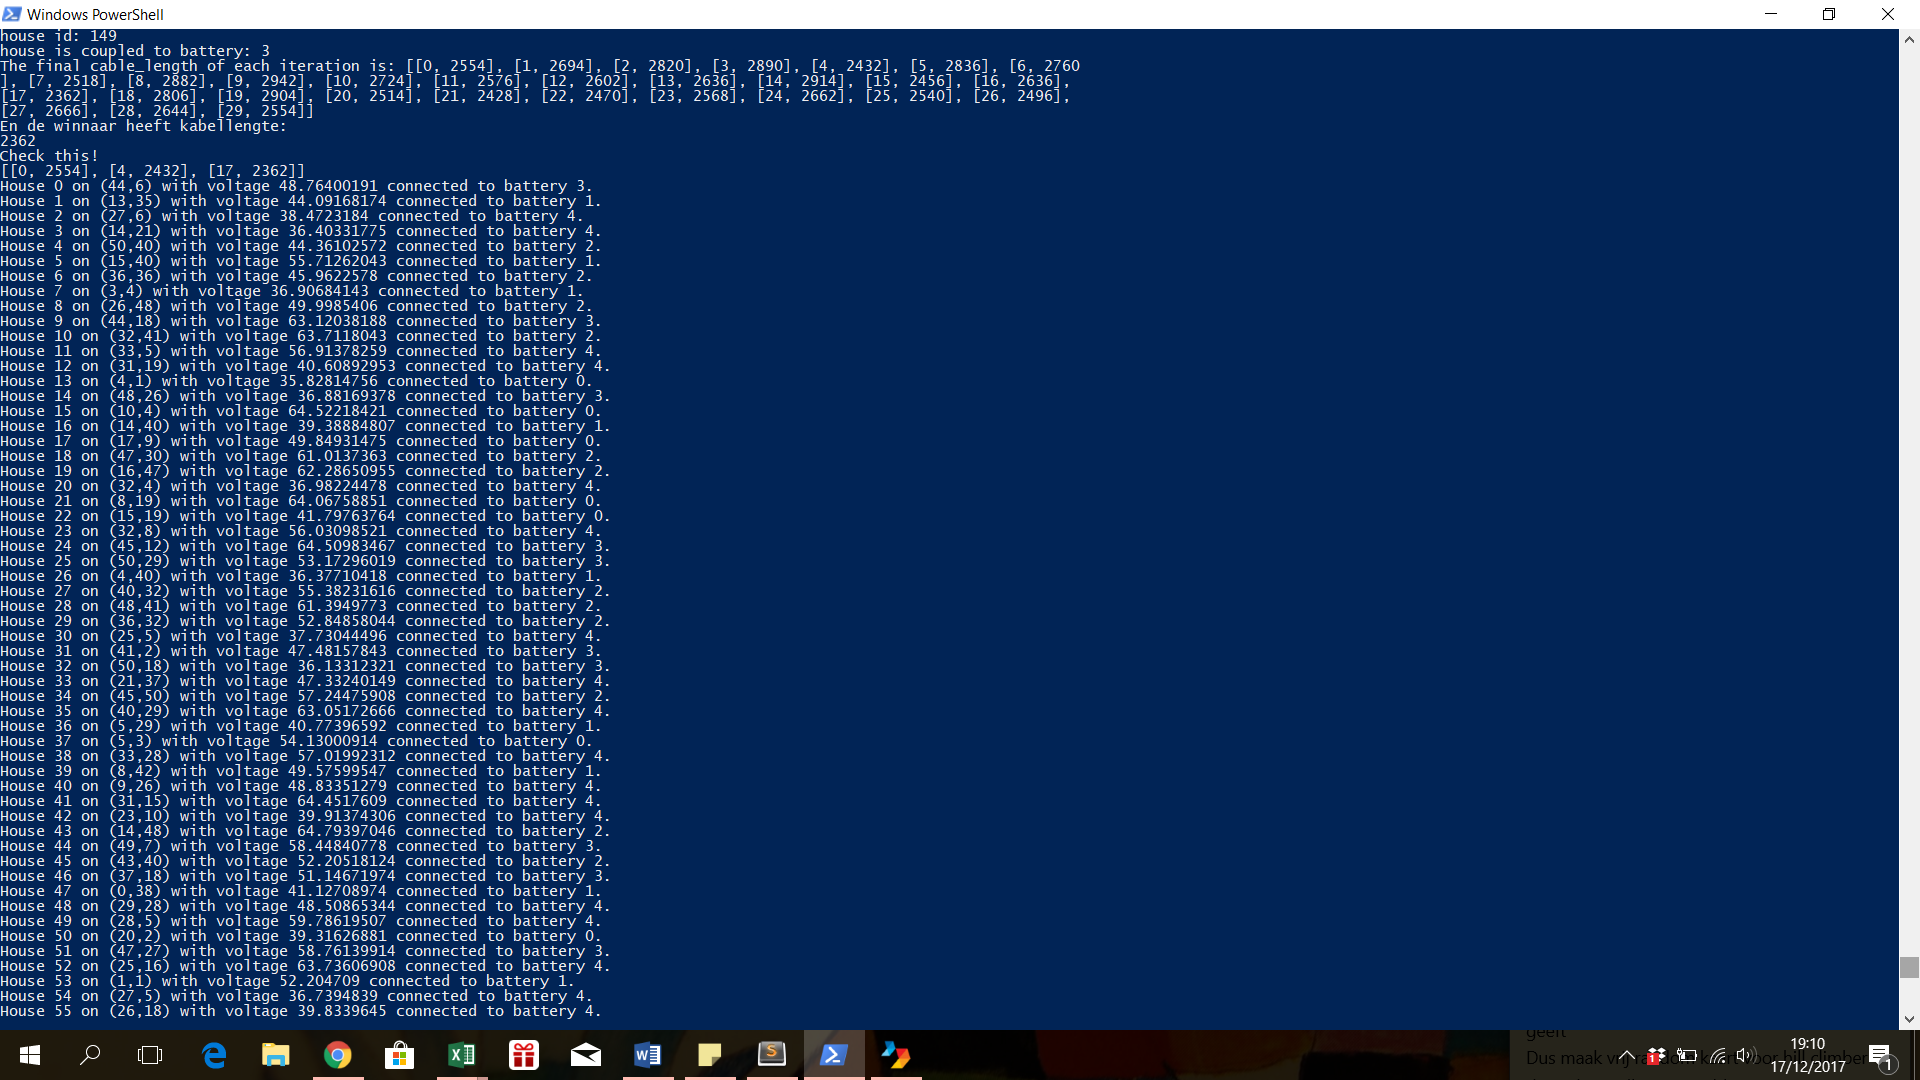 Windows PowerShell
house id: 149
house is coupled to battery: 3
The final cable_length of each iteration is: [[0, 2554], [1, 2694], [2, 2820], [3, 2890], [4, 2432], [5, 2836], [6, 2760
], [7, 2518], [8, 2882], [9, 2942], [10, 2724], [11, 2576], [12, 2602], [13, 2636], [14, 2914], [15, 2456], [16, 2636],
[17, 2362], [18, 2806], [19, 2904], [20, 2514], [21, 2428], [22, 2470], [23, 2568], [24, 2662], [25, 2540], [26, 2496],
[27, 2666], [28, 2644], [29, 2554]]
En de winnaar heeft kabellengte:
2362
Check this!
[[0, 2554], [4, 2432], [17, 2362]]
House 0 on (44,6) with voltage 48.76400191 connected to battery 3.
House 1 on (13,35) with voltage 44.09168174 connected to battery 1.
House 2 on (27,6) with voltage 38.4723184 connected to battery 4.
House 3 on (14,21) with voltage 36.40331775 connected to battery 4.
House 4 on (50,40) with voltage 44.36102572 connected to battery 2.
House 5 on (15,40) with voltage 55.71262043 connected to battery 1.
House 6 on (36,36) with voltage 45.9622578 connected to battery 2.
House 7 on (3,4) with voltage 36.90684143 connected to battery 1.
House 8 on (26,48) with voltage 49.9985406 connected to battery 2.
House 9 on (44,18) with voltage 63.12038188 connected to battery 3.
House 10 on (32,41) with voltage 63.7118043 connected to battery 2.
House 11 on (33,5) with voltage 56.91378259 connected to battery 4.
House 12 on (31,19) with voltage 40.60892953 connected to battery 4.
House 13 on (4,1) with voltage 35.82814756 connected to battery 0.
House 14 on (48,26) with voltage 36.88169378 connected to battery 3.
House 15 on (10,4) with voltage 64.52218421 connected to battery 0.
House 16 on (14,40) with voltage 39.38884807 connected to battery 1.
House 17 on (17,9) with voltage 49.84931475 connected to battery 0.
House 18 on (47,30) with voltage 61.0137363 connected to battery 2.
House 19 on (16,47) with voltage 62.28650955 connected to battery 2.
House 20 on (32,4) with voltage 36.98224478 connected to battery 4.
House 21 on (8,19) with voltage 64.06758851 connected to battery 0.
House 22 on (15,19) with voltage 41.79763764 connected to battery 0.
House 23 on (32,8) with voltage 56.03098521 connected to battery 4.
House 24 on (45,12) with voltage 64.50983467 connected to battery 3.
House 25 on (50,29) with voltage 53.17296019 connected to battery 3.
House 26 on (4,40) with voltage 36.37710418 connected to battery 1.
House 27 on (40,32) with voltage 55.38231616 connected to battery 2.
House 28 on (48,41) with voltage 61.3949773 connected to battery 2.
House 29 on (36,32) with voltage 52.84858044 connected to battery 2.
House 30 on (25,5) with voltage 37.73044496 connected to battery 4.
House 31 on (41,2) with voltage 47.48157843 connected to battery 3.
House 32 on (50,18) with voltage 36.13312321 connected to battery 3.
House 33 on (21,37) with voltage 47.33240149 connected to battery 4.
House 34 on (45,50) with voltage 57.24475908 connected to battery 2.
House 35 on (40,29) with voltage 63.05172666 connected to battery 4.
House 36 on (5,29) with voltage 40.77396592 connected to battery 1.
House 37 on (5,3) with voltage 54.13000914 connected to battery 0.
House 38 on (33,28) with voltage 57.01992312 connected to battery 4.
House 39 on (8,42) with voltage 49.57599547 connected to battery 1.
House 40 on (9,26) with voltage 48.83351279 connected to battery 4.
House 41 on (31,15) with voltage 64.4517609 connected to battery 4.
House 42 on (23,10) with voltage 39.91374306 connected to battery 4.
House 43 on (14,48) with voltage 64.79397046 connected to battery 2.
House 44 on (49,7) with voltage 58.44840778 connected to battery 3.
House 45 on (43,40) with voltage 52.20518124 connected to battery 2.
House 46 on (37,18) with voltage 51.14671974 connected to battery 3.
House 47 on (0,38) with voltage 41.12708974 connected to battery 1.
House 48 on (29,28) with voltage 48.50865344 connected to battery 4.
House 49 on (28,5) with voltage 59.78619507 connected to battery 4.
House 50 on (20,2) with voltage 39.31626881 connected to battery 0.
House 51 on (47,27) with voltage 58.76139914 connected to battery 3.
House 52 on (25,16) with voltage 63.73606908 connected to battery 4.
House 53 on (1,1) with voltage 52.204709 connected to battery 1.
House 54 on (27,5) with voltage 36.7394839 connected to battery 4.
House 55 on (26,18) with voltage 39.8339645 connected to battery 4.
geeft
Dus maak hill climber
19:10
17/12/2017
1